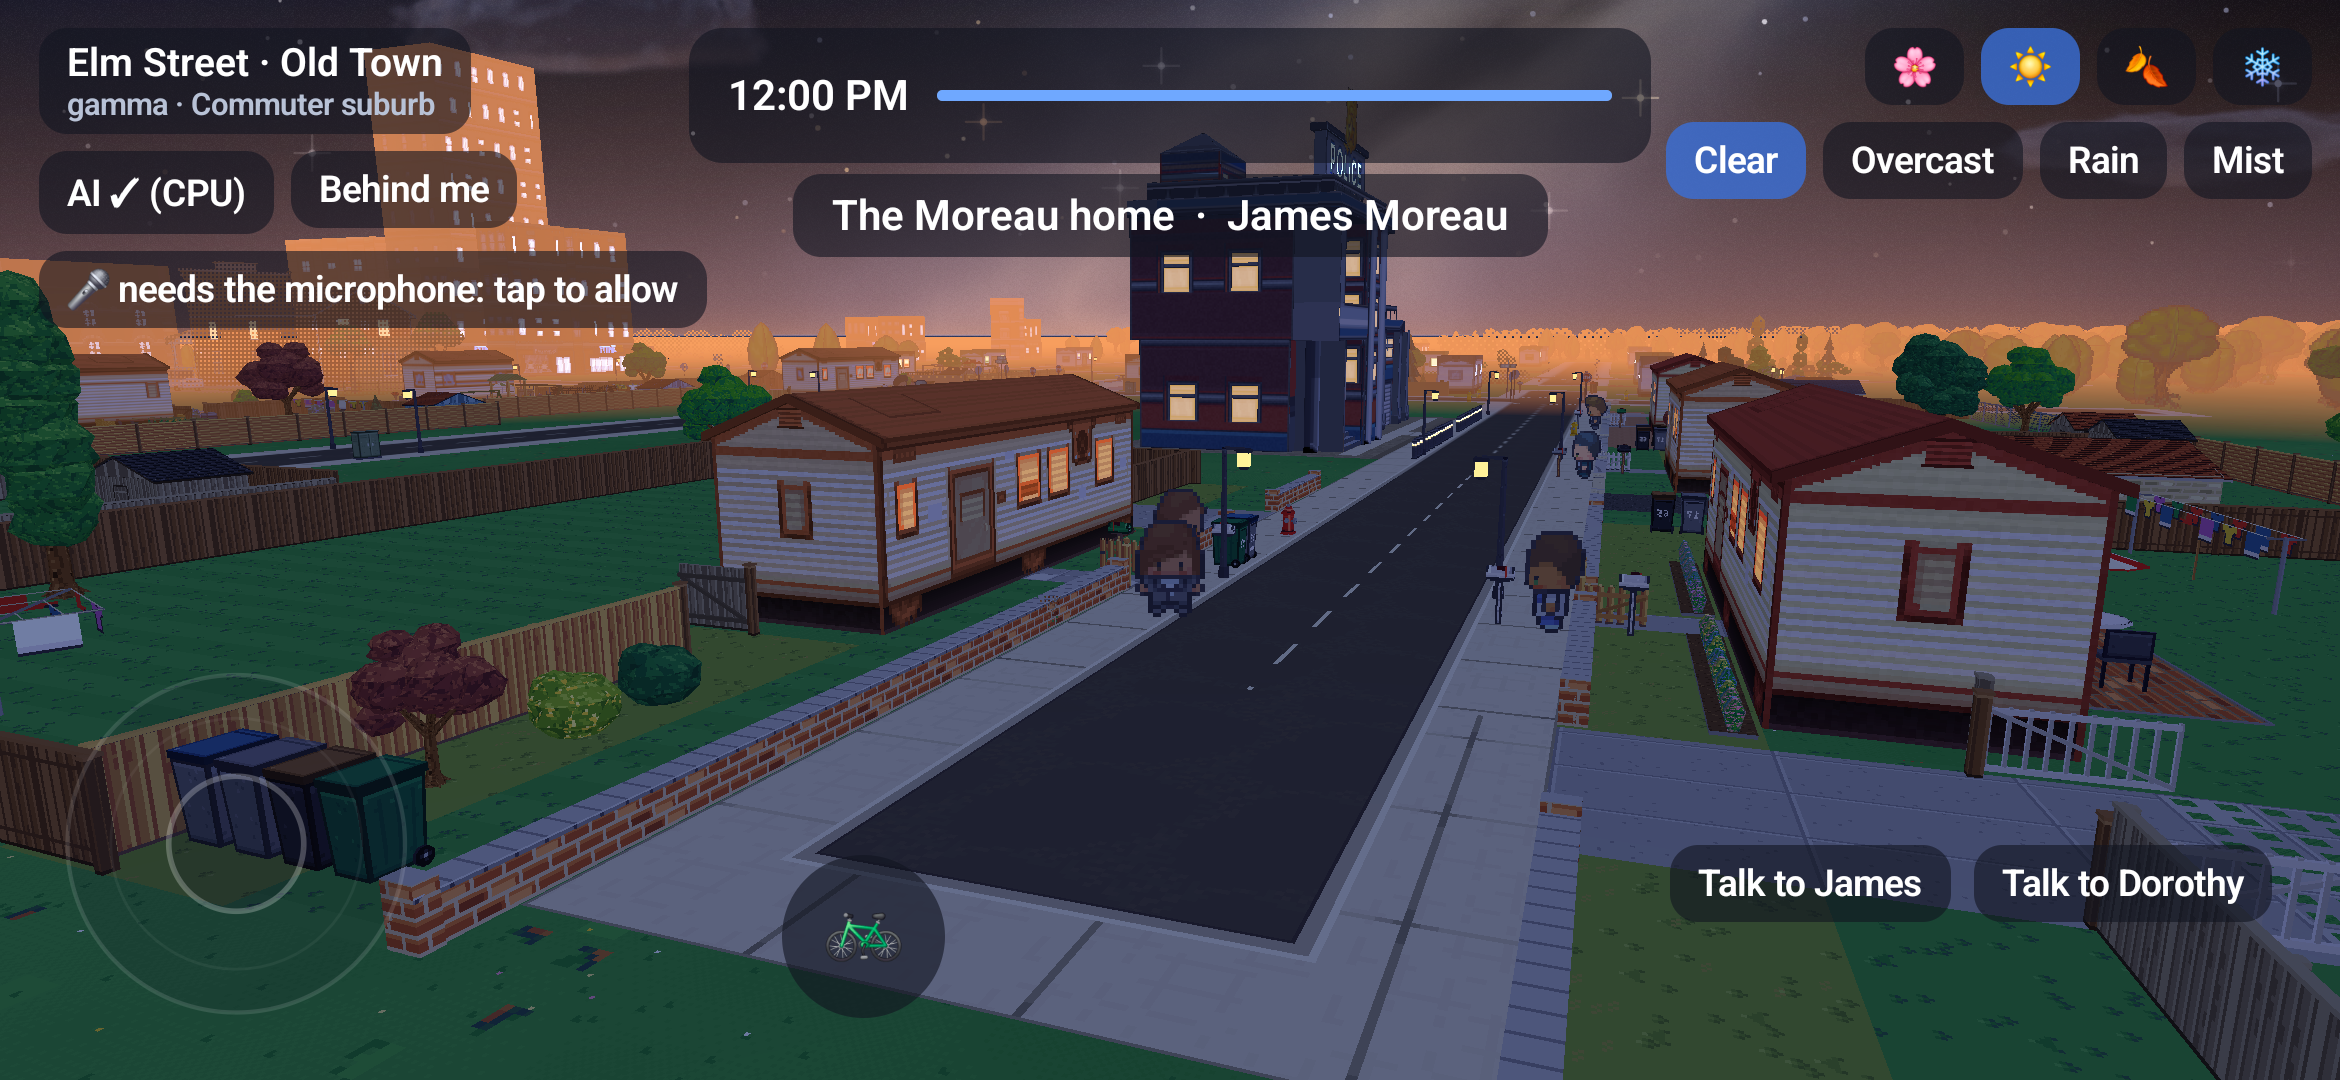 Elm Street · Old Town
gamma · Commuter suburb
12:00 PM
Clear
Overcast
Rain
Mist
AI ✓ (CPU)
Behind me
The Moreau home · James Moreau
needs the microphone: tap to allow
POLICE
Talk to James
Talk to Dorothy